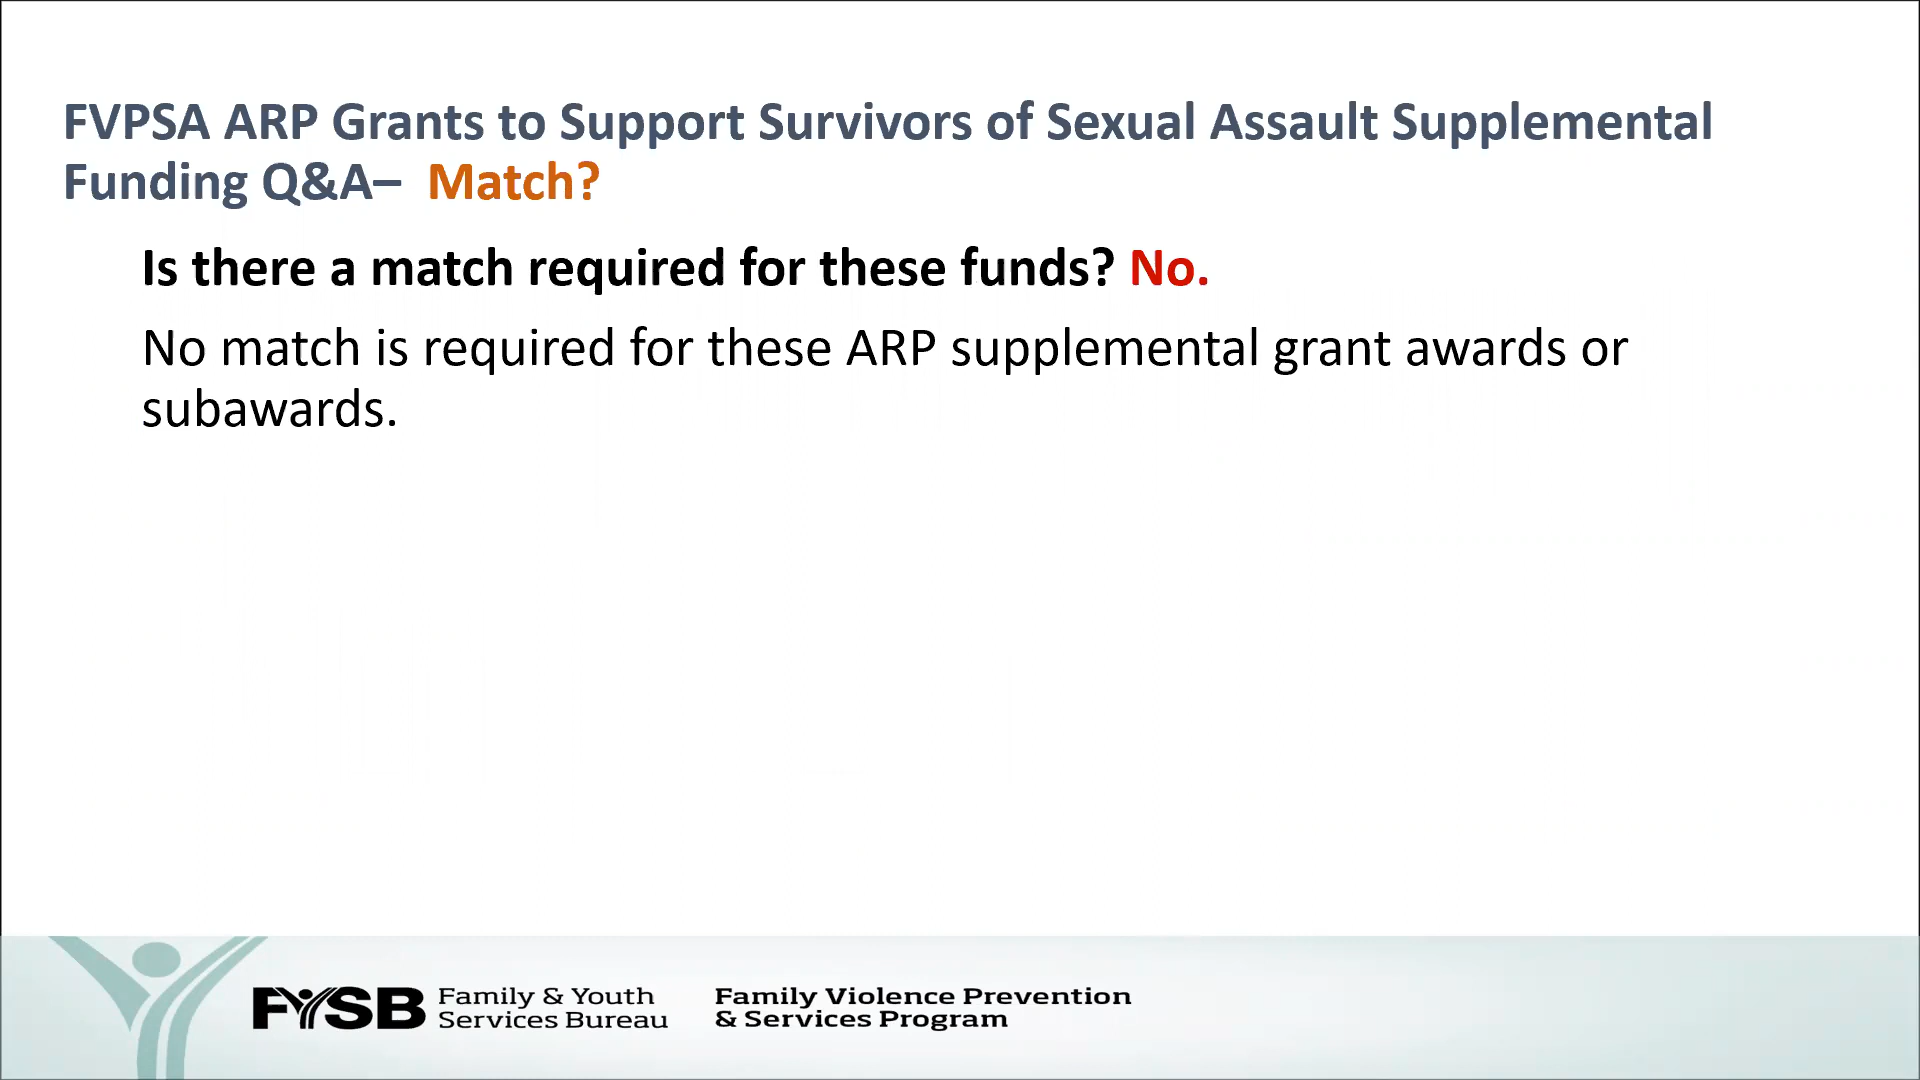 FVPSA ARP Grants to Support Survivors of Sexual Assault Supplemental
Funding Q&A– Match?
Is there a match required for these funds? No.
No match is required for these ARP supplemental grant awards or
subawards.
FYSB Family & Youth
Services Bureau
Family Violence Prevention
& Services Program